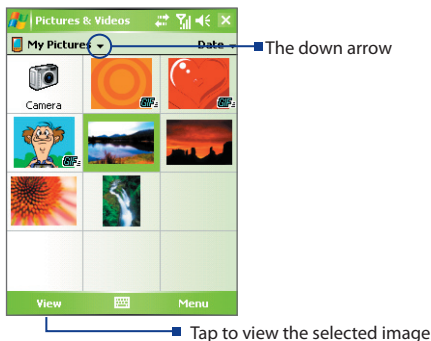 Pictures & Videos
My Pictures Date
The down arrow
Camera
GIF
GIF
GIF
View Menu
Tap to view the selected image